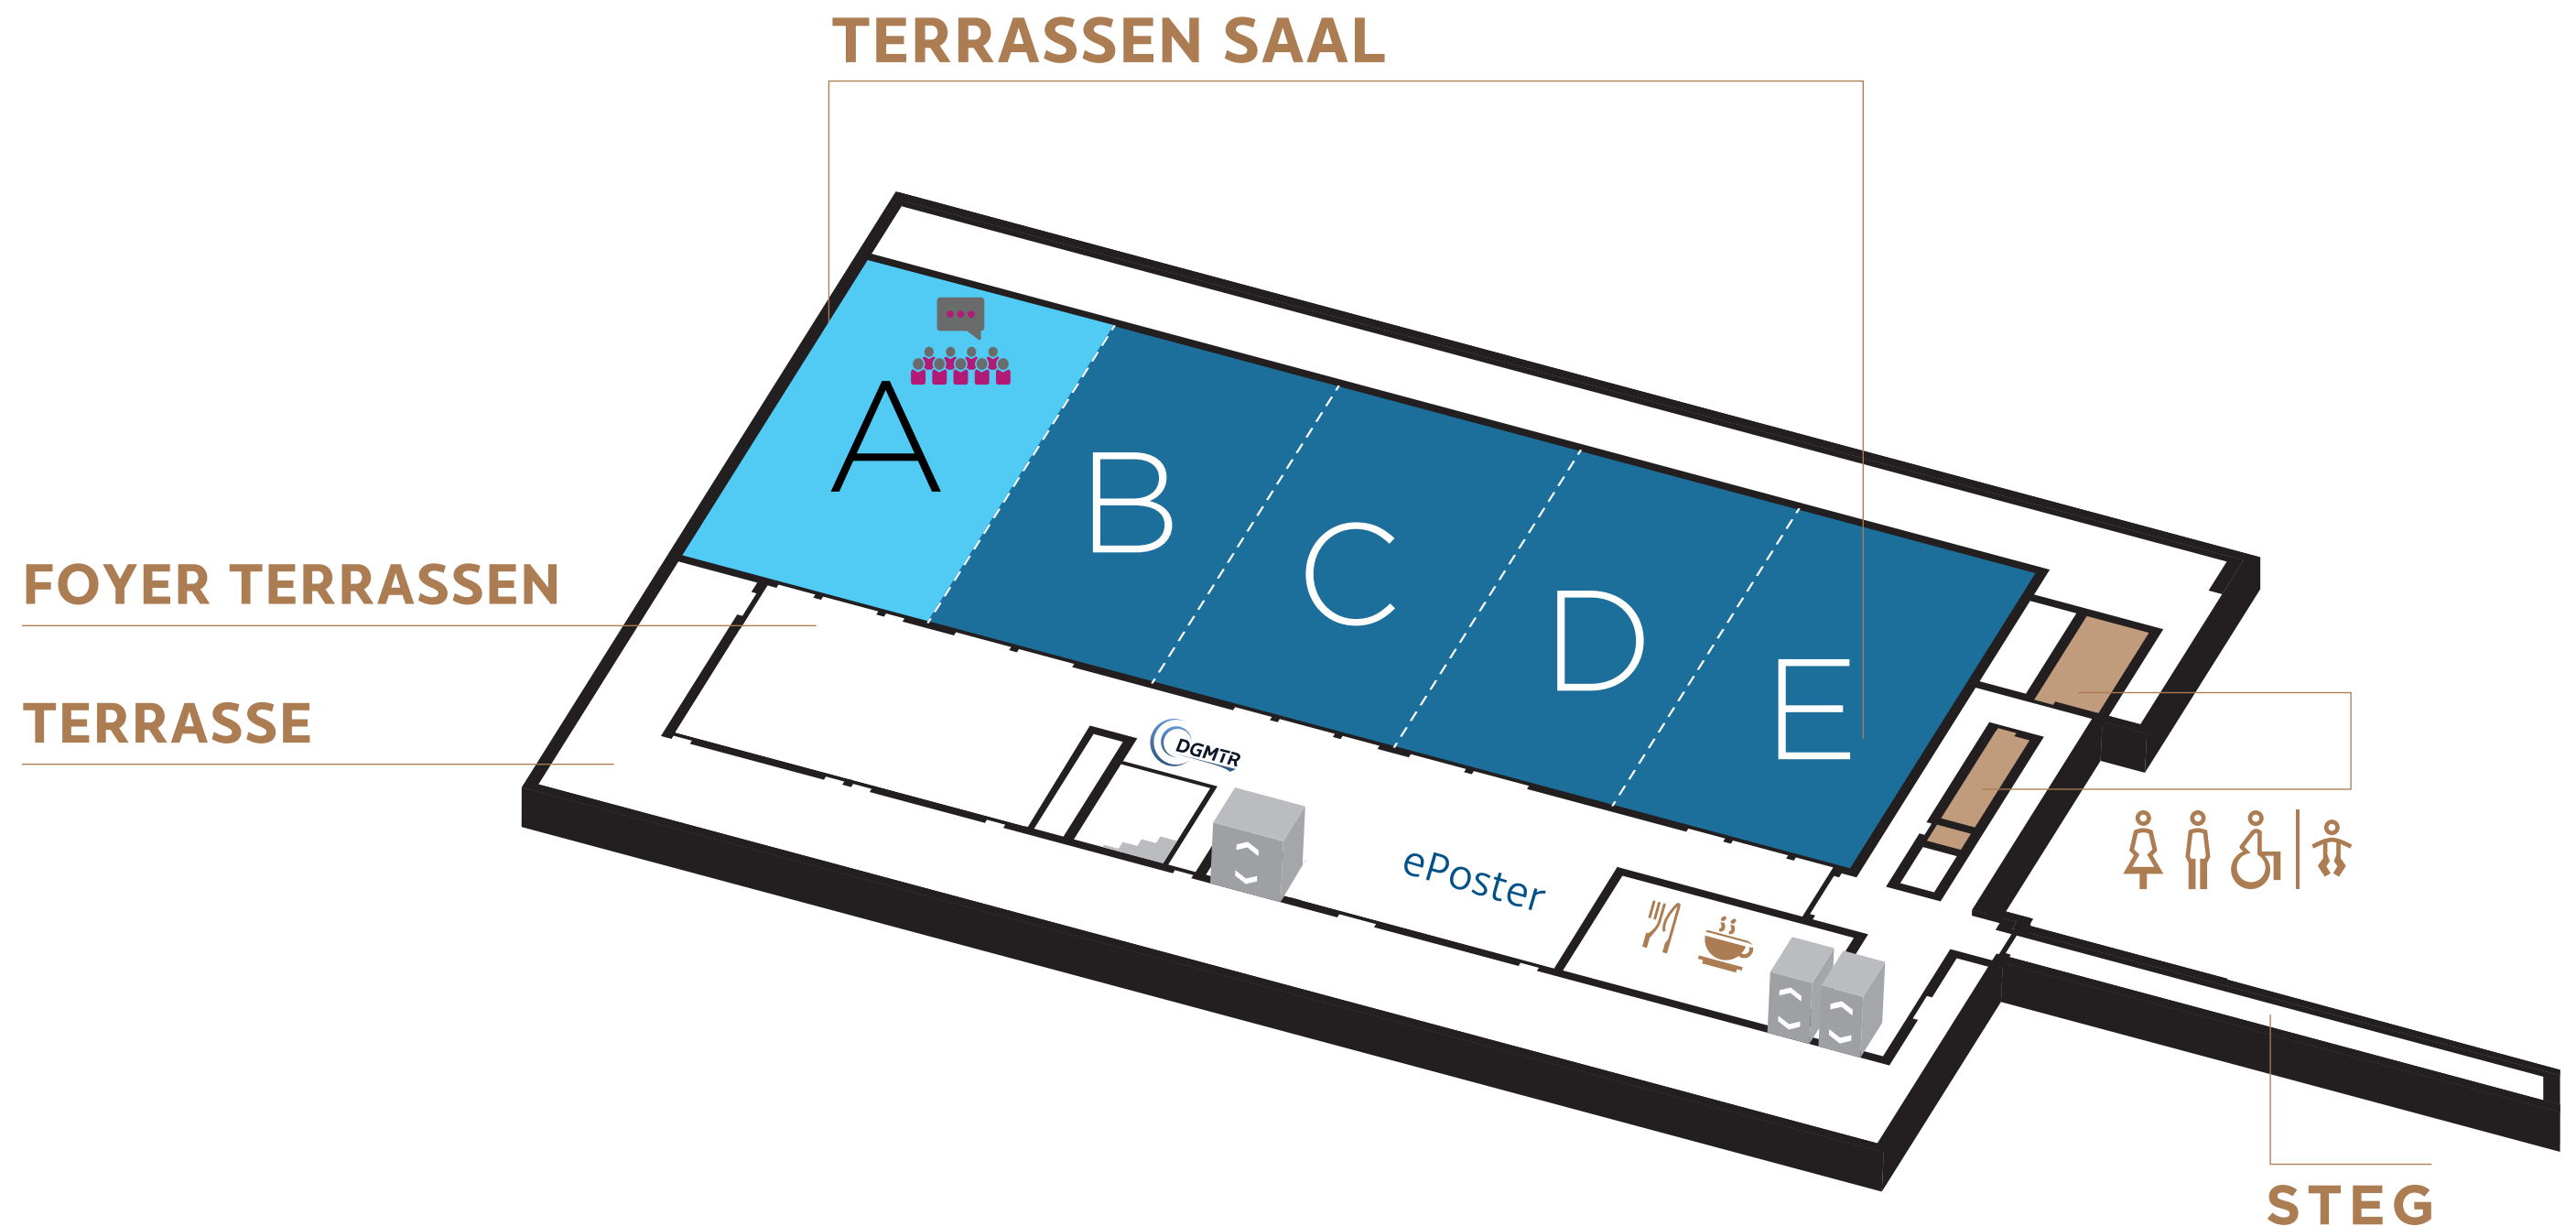 TERRASSEN SAAL
A
B
C
D
E
FOYER TERRASSEN
TERRASSE
DGMTR
ePoster
STEG